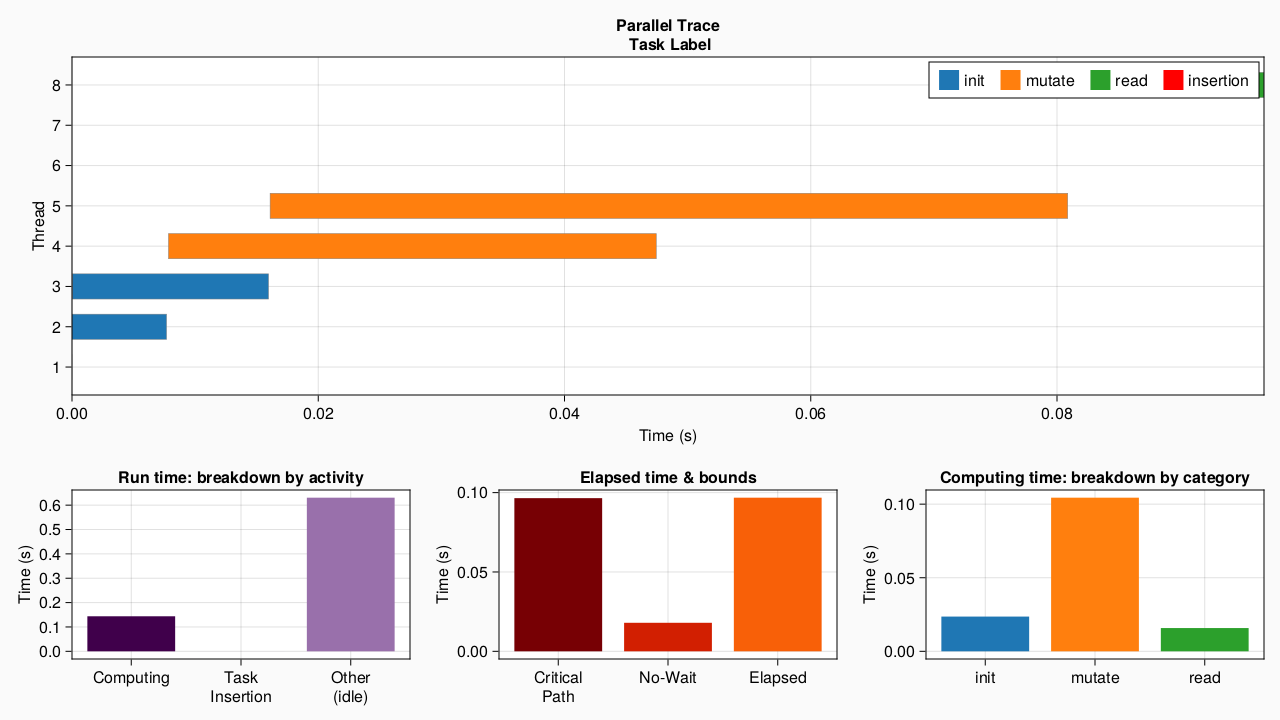 Parallel Trace
Task Label
init mutate read insertion
8
7
6
5
4
3
2
1
Thread
0.00 0.02 0.04 0.06 0.08
Time (s)
Run time: breakdown by activity
0.6
0.5
0.4
0.3
0.2
0.1
0.0
Time (s)
Computing Task Other
Insertion (idle)
Elapsed time & bounds
0.10
0.05
0.00
Time (s)
Critical No-Wait Elapsed
Path
Computing time: breakdown by category
0.10
0.05
0.00
Time (s)
init mutate read